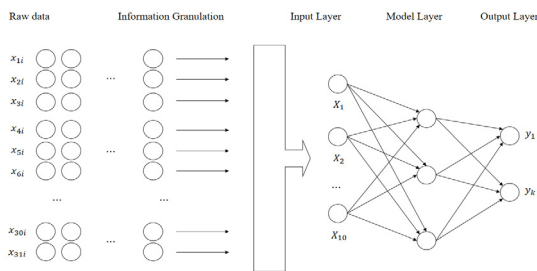 Raw data Information Granulation Input Layer Model Layer Output Layer
x₁ᵢ
x₂ᵢ ...
x₃ᵢ
X₁
x₄ᵢ
y₁
x₅ᵢ ...
X₂
x₆ᵢ
...
yₖ
... ...
X₁₀
x₃₀ᵢ ...
x₃₁ᵢ